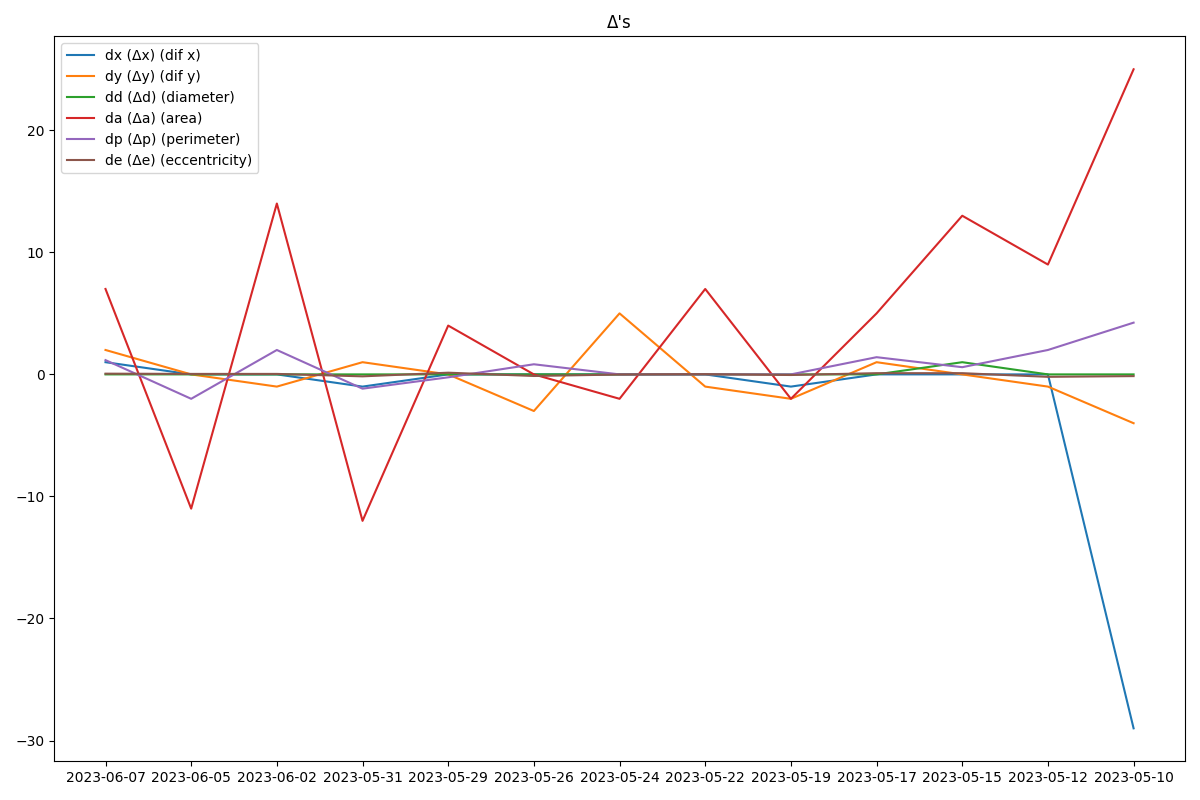 Δ's
dx (Δx) (dif x)
dy (Δy) (dif y)
dd (Δd) (diameter)
da (Δa) (area)
dp (Δp) (perimeter)
de (Δe) (eccentricity)
20
10
0
−10
−20
−30
2023-06-07 2023-06-05 2023-06-02 2023-05-31 2023-05-29 2023-05-26 2023-05-24 2023-05-22 2023-05-19 2023-05-17 2023-05-15 2023-05-12 2023-05-10